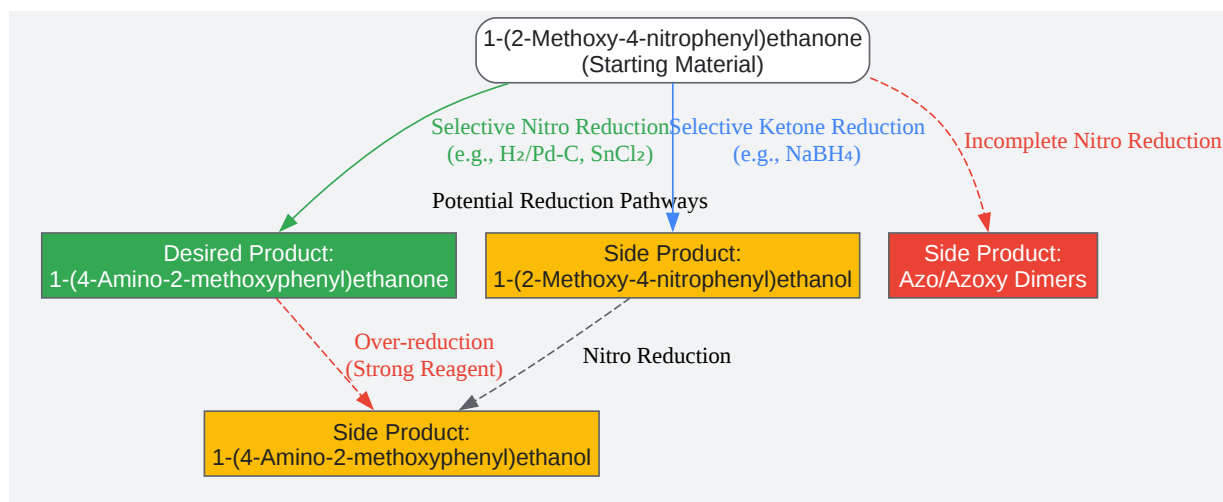 1-(2-Methoxy-4-nitrophenyl)ethanone
(Starting Material)
Selective Nitro Reduction
(e.g., H₂/Pd-C, SnCl₂)
Selective Ketone Reduction
(e.g., NaBH₄)
Incomplete Nitro Reduction
Potential Reduction Pathways
Desired Product:
1-(4-Amino-2-methoxyphenyl)ethanone
Side Product:
1-(2-Methoxy-4-nitrophenyl)ethanol
Side Product:
Azo/Azoxy Dimers
Over-reduction
(Strong Reagent)
Nitro Reduction
Side Product:
1-(4-Amino-2-methoxyphenyl)ethanol